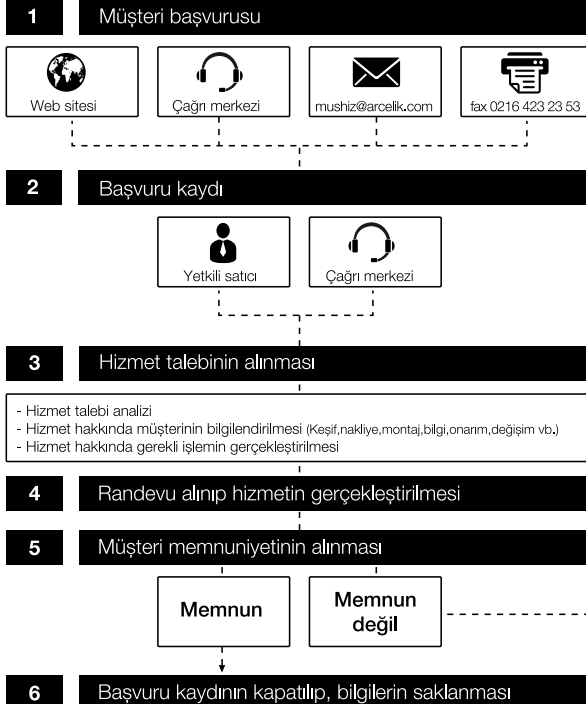 1 Müşteri başvurusu
Web sitesi
Çağrı merkezi
mushiz@arcelik.com
fax 0216 423 23 53
2 Başvuru kaydı
Yetkili satıcı
Çağrı merkezi
3 Hizmet talebinin alınması
- Hizmet talebi analizi
- Hizmet hakkında müşterinin bilgilendirilmesi (Keşif,nakliye,montaj,bilgi,onarım,değişim vb.)
- Hizmet hakkında gerekli işlemin gerçekleştirilmesi
4 Randevu alınıp hizmetin gerçekleştirilmesi
5 Müşteri memnuniyetinin alınması
Memnun
Memnun
değil
6 Başvuru kaydının kapatılıp, bilgilerin saklanması